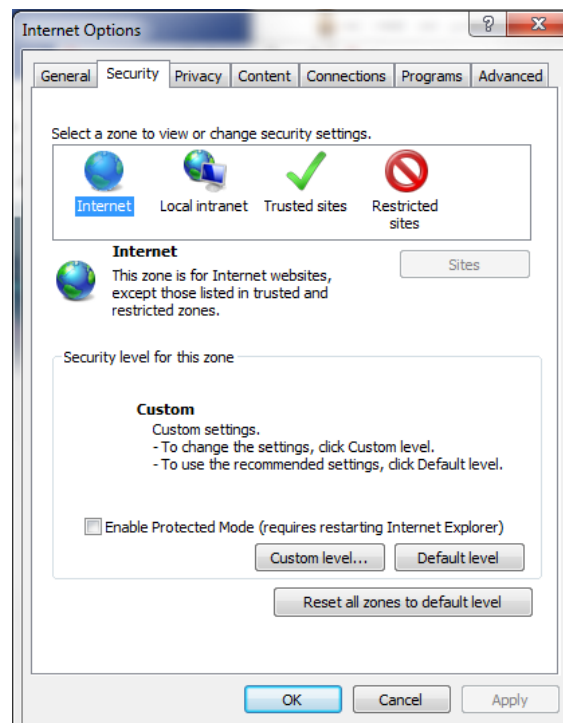 Internet Options
?
X
General Security Privacy Content Connections Programs Advanced
Select a zone to view or change security settings.
Internet Local intranet Trusted sites Restricted
sites
Internet
Sites
This zone is for Internet websites,
except those listed in trusted and
restricted zones.
Security level for this zone
Custom
Custom settings.
- To change the settings, click Custom level.
- To use the recommended settings, click Default level.
Enable Protected Mode (requires restarting Internet Explorer)
Custom level... Default level
Reset all zones to default level
OK Cancel Apply